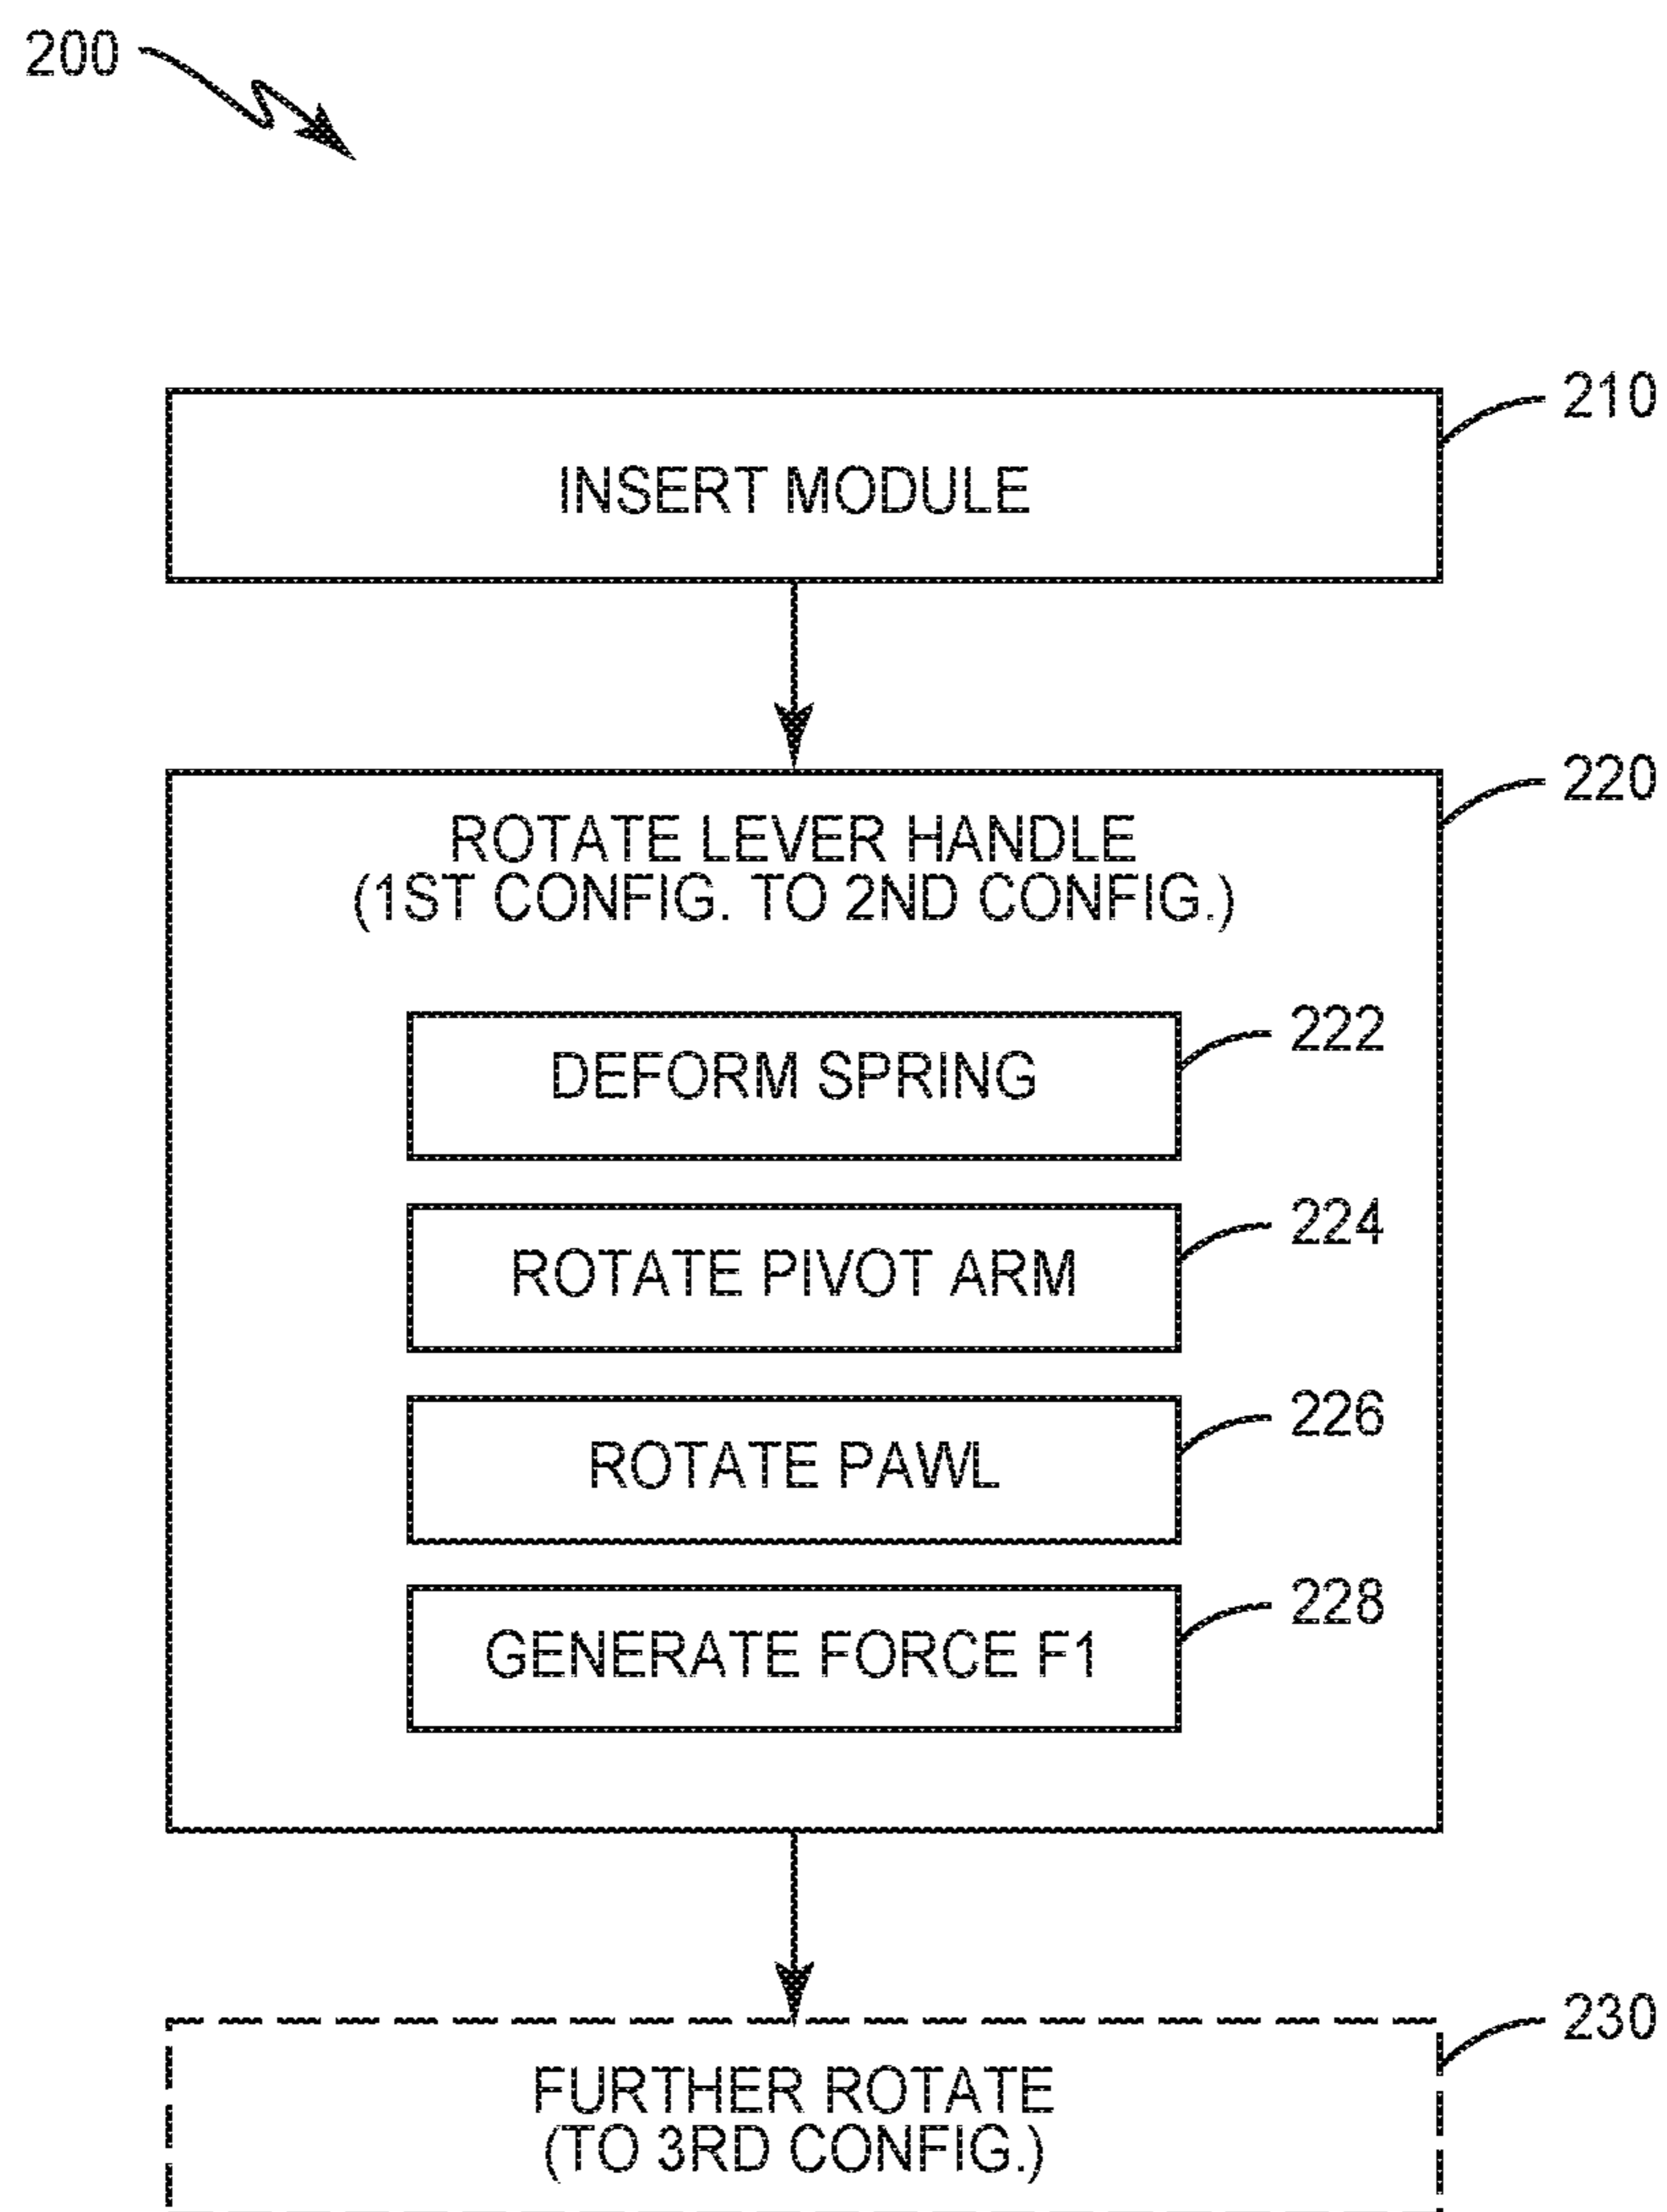 200
210
INSERT MODULE
220
ROTATE LEVER HANDLE
(1ST CONFIG. TO 2ND CONFIG.)
222
DEFORM SPRING
224
ROTATE PIVOT ARM
226
ROTATE PAWL
228
GENERATE FORCE F1
230
FURTHER ROTATE
(TO 3RD CONFIG.)